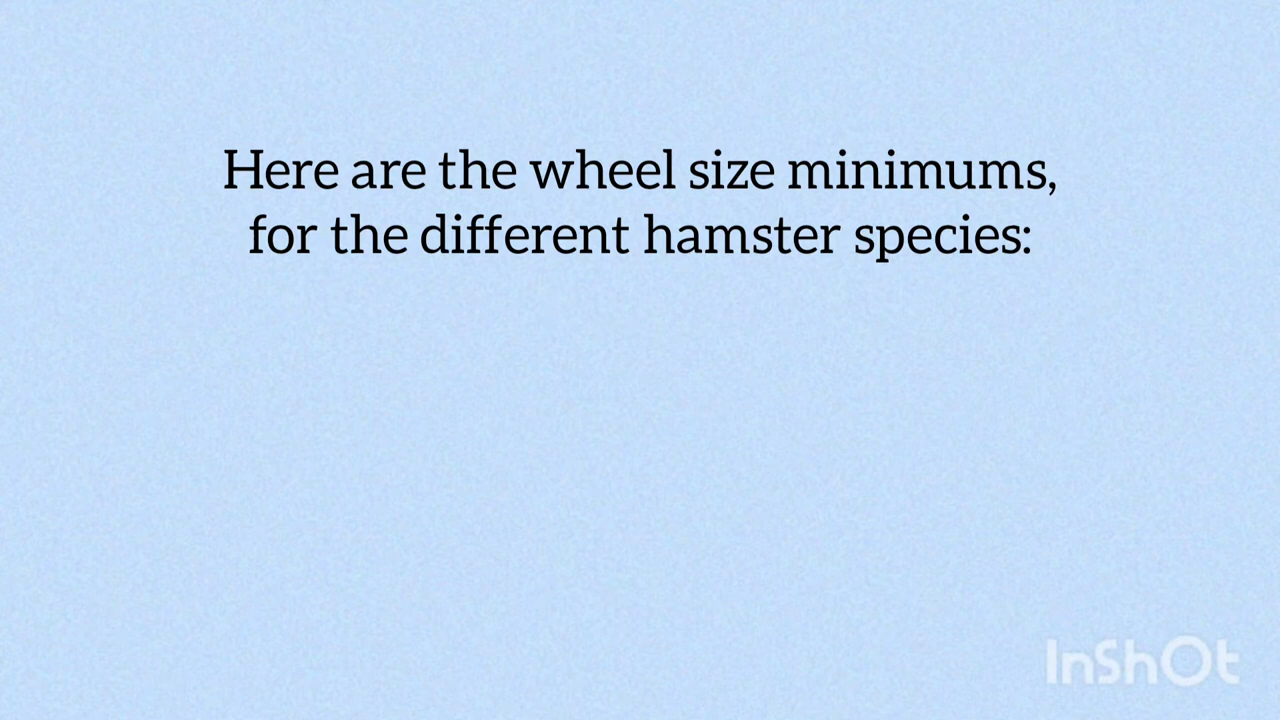 Here are the wheel size minimums,
for the different hamster species:
InShOt